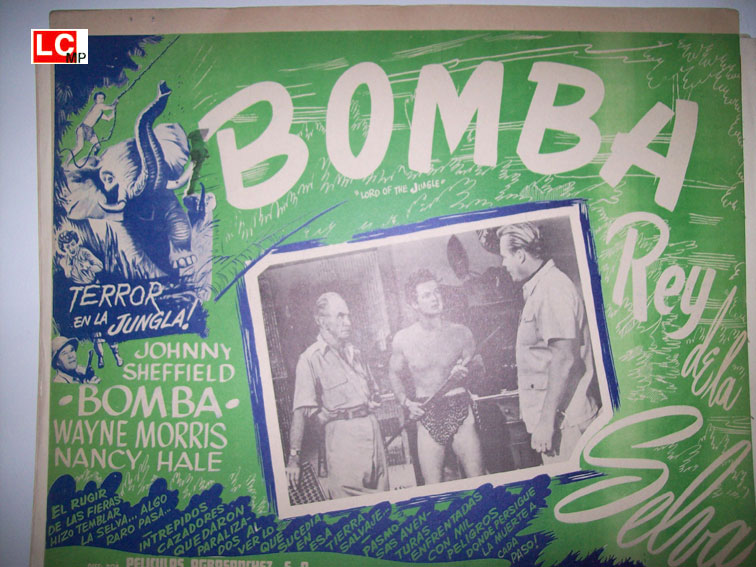 LC
MP
BOMBA
"LORD OF THE JUNGLE"
Rey
de la
Selva
TERROR
EN LA JUNGLA!
JOHNNY
SHEFFIELD
·BOMBA·
WAYNE MORRIS
NANCY HALE
EL RUGIR
DE LAS FIERAS
HIZO TEMBLAR
LA SELVA... ALGO
RARO PASA...
INTREPIDOS
CAZADORES
QUEDARON
PARALIZA-
DOS AL
VER LO
QUE SUCEDIA
EN ESA TIERRA
SALVAJE...
PASMO-
SAS AVEN-
TURAS
ENFRENTADAS
CON MIL
PELIGROS
DONDE PERSIGUE
LA MUERTE A
CADA PASO!
PELICULAS AGRASANCHEZ S.A.